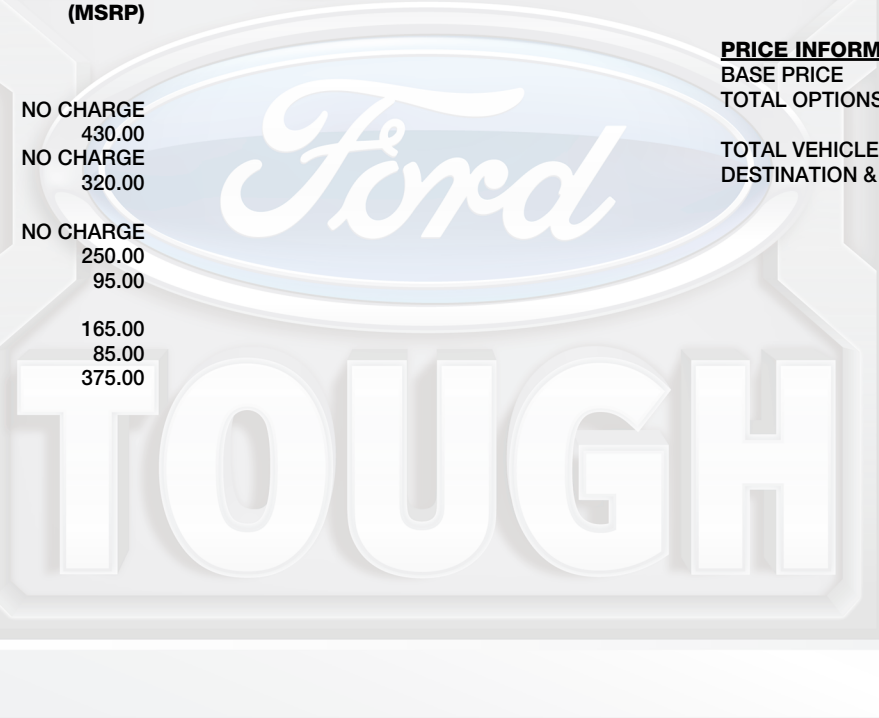 (MSRP)
NO CHARGE
430.00
NO CHARGE
320.00
NO CHARGE
250.00
95.00
165.00
85.00
375.00
PRICE INFORM
BASE PRICE
TOTAL OPTIONS
TOTAL VEHICLE
DESTINATION &
Ford
TOUGH